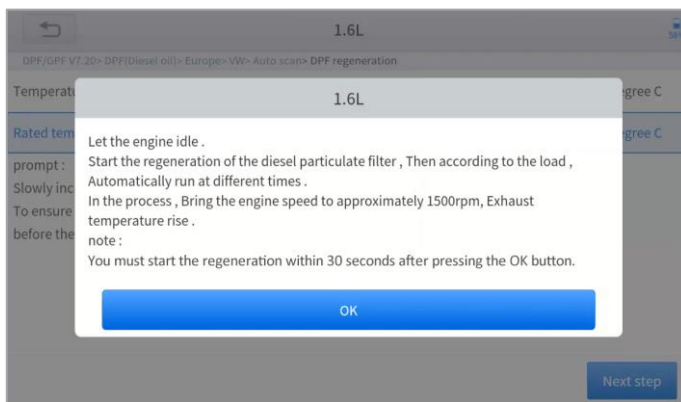 1.6L
DPF/GPF V7.20> DPF(Diesel oil)> Europe> VW> Auto scan> DPF regeneration
Temperatu
egree C
1.6L
Rated tem
egree C
Let the engine idle .
prompt :
Start the regeneration of the diesel particulate filter , Then according to the load ,
Slowly inc
Automatically run at different times .
To ensure
In the process , Bring the engine speed to approximately 1500rpm, Exhaust
before the
temperature rise .
note :
You must start the regeneration within 30 seconds after pressing the OK button.
OK
Next step